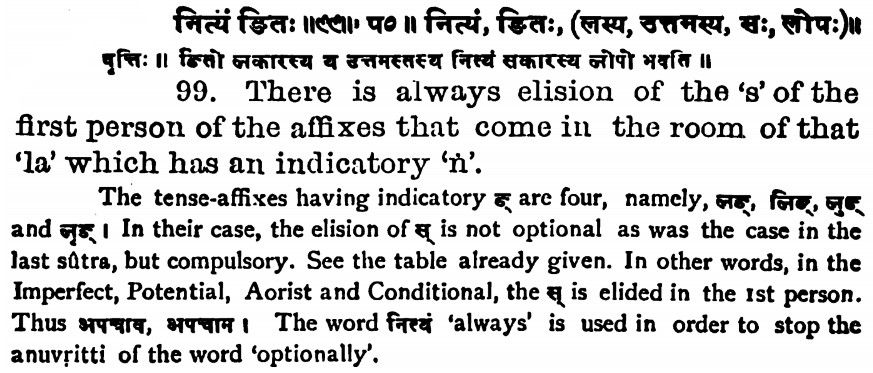 नित्यं ङितः ॥९९॥ प० ॥ नित्यं, ङितः, (लस्य, उत्तमस्य, सः, लोपः)॥
वृत्तिः ॥ ङितो लकारस्य य उत्तमस्तस्य नित्यं सकारस्य लोपो भवति ॥
99. There is always elision of the 's' of the
first person of the affixes that come in the room of that
'la' which has an indicatory 'ṅ'.
The tense-affixes having indicatory ङ् are four, namely, लङ्, लिङ्, लुङ्
and लृङ् । In their case, the elision of स् is not optional as was the case in the
last sûtra, but compulsory. See the table already given. In other words, in the
Imperfect, Potential, Aorist and Conditional, the स् is elided in the 1st person.
Thus अपचाव, अपचाम । The word नित्यं 'always' is used in order to stop the
anuvṛitti of the word 'optionally'.